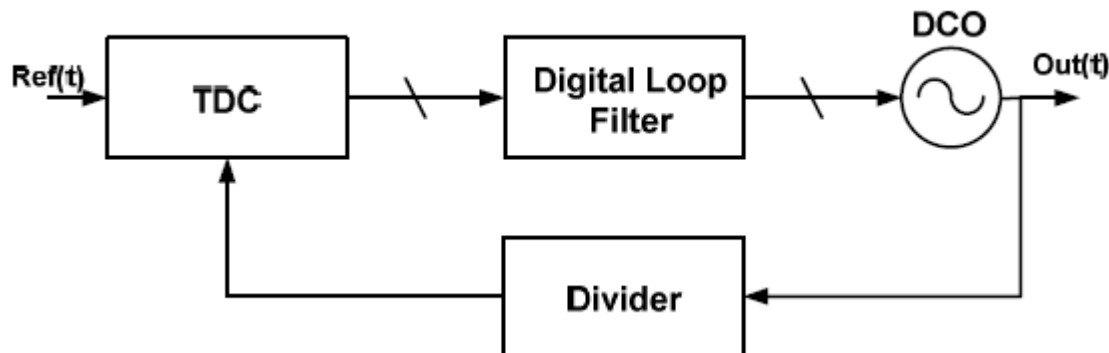 DCO
Ref(t)
TDC
Digital Loop
Filter
Out(t)
Divider